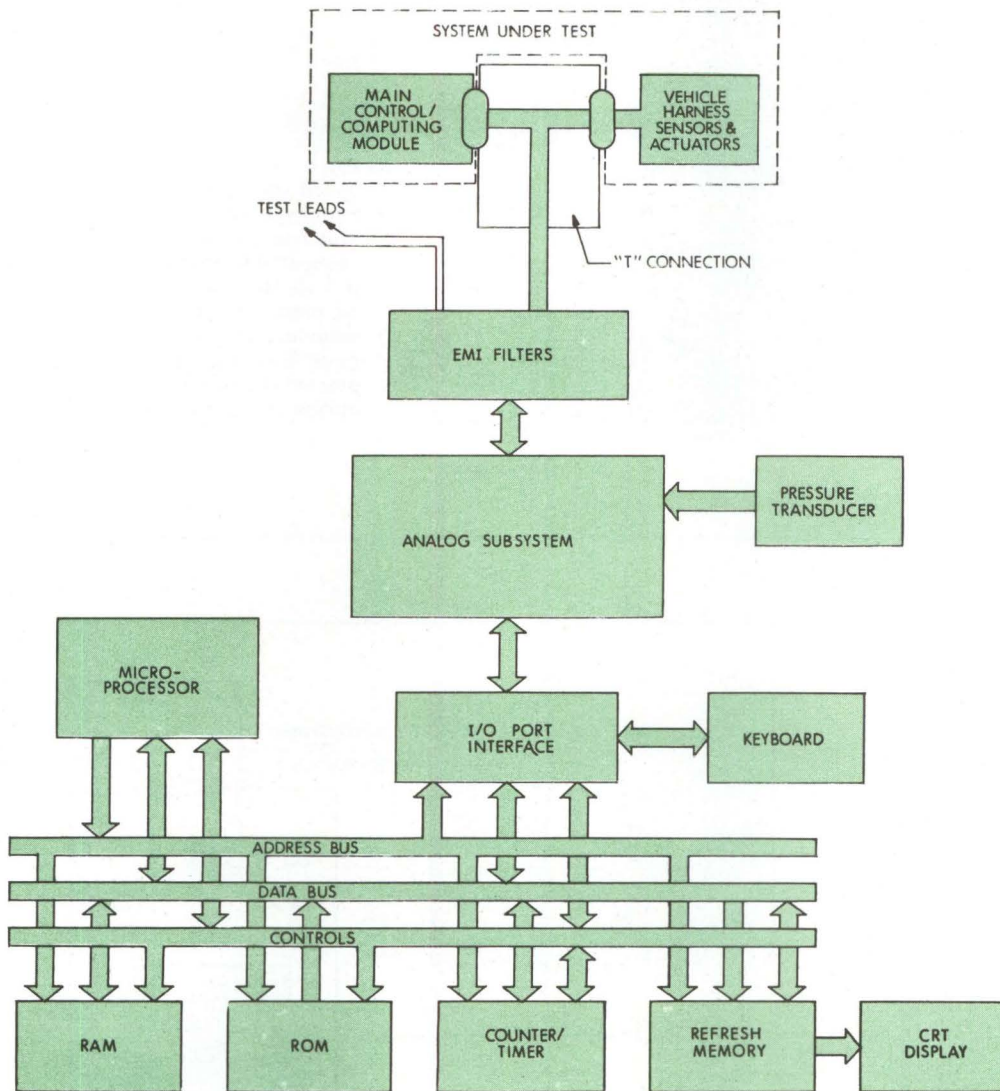 SYSTEM UNDER TEST
MAIN
CONTROL/
COMPUTING
MODULE
VEHICLE
HARNESS
SENSORS &
ACTUATORS
TEST LEADS
"T" CONNECTION
EMI FILTERS
ANALOG SUBSYSTEM
PRESSURE
TRANSDUCER
MICRO-
PROCESSOR
I/O PORT
INTERFACE
KEYBOARD
ADDRESS BUS
DATA BUS
CONTROLS
RAM
ROM
COUNTER/
TIMER
REFRESH
MEMORY
CRT
DISPLAY